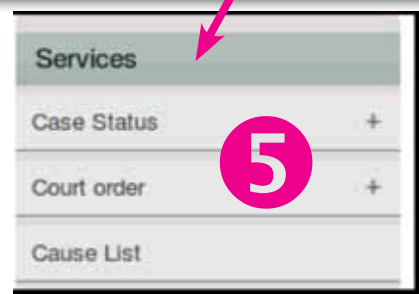 Services
Case Status +
5
Court order +
Cause List